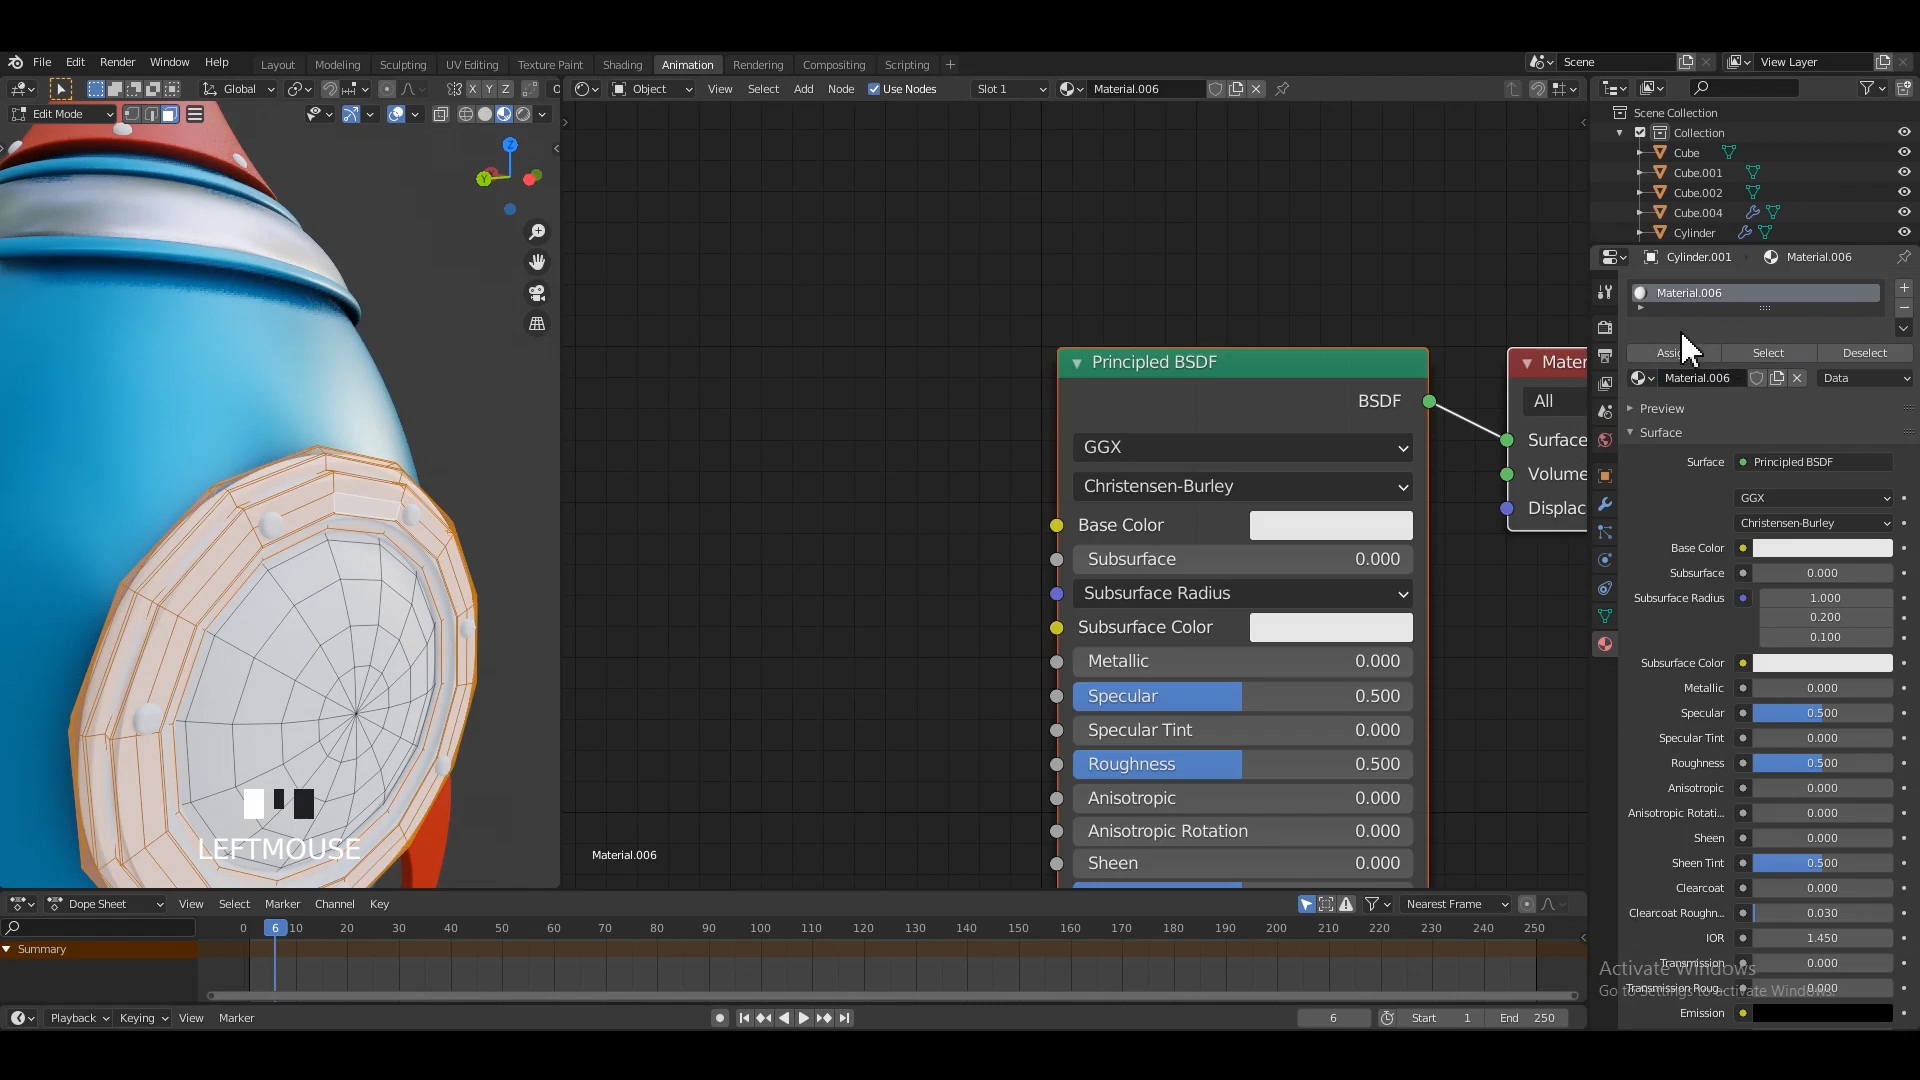 File Edit Render Window Help Layout Modeling Sculpting UV Editing Texture Paint Shading Animation Rendering Compositing Scripting + Scene View Layer
Global X Y Z Object View Select Add Node Use Nodes Slot 1 Material.006
Edit Mode
Scene Collection
Collection
Cube
Cube.001
Cube.002
Cube.004
Cylinder
Z
Y
Cylinder.001 Material.006
Material.006
Assig Select Deselect
Material.006 Data
Preview
Surface
Surface Principled BSDF
GGX
Christensen-Burley
Base Color
Subsurface 0.000
Subsurface Radius 1.000
0.200
0.100
Subsurface Color
Metallic 0.000
Specular 0.500
Specular Tint 0.000
Roughness 0.500
Anisotropic 0.000
Anisotropic Rotati... 0.000
Sheen 0.000
Sheen Tint 0.500
Clearcoat 0.000
Clearcoat Roughn... 0.030
IOR 1.450
Transmission 0.000
Transmission Roug... 0.000
Emission
Activate Windows
Go to Settings to activate Windows.
Principled BSDF
BSDF
GGX
Christensen-Burley
Base Color
Subsurface 0.000
Subsurface Radius
Subsurface Color
Metallic 0.000
Specular 0.500
Specular Tint 0.000
Roughness 0.500
Anisotropic 0.000
Anisotropic Rotation 0.000
Sheen 0.000
Mater
All
Surface
Volume
Displac
Material.006
LEFTMOUSE
Dope Sheet View Select Marker Channel Key Nearest Frame
0 6 10 20 30 40 50 60 70 80 90 100 110 120 130 140 150 160 170 180 190 200 210 220 230 240 250
Summary
Playback Keying View Marker 6 Start 1 End 250